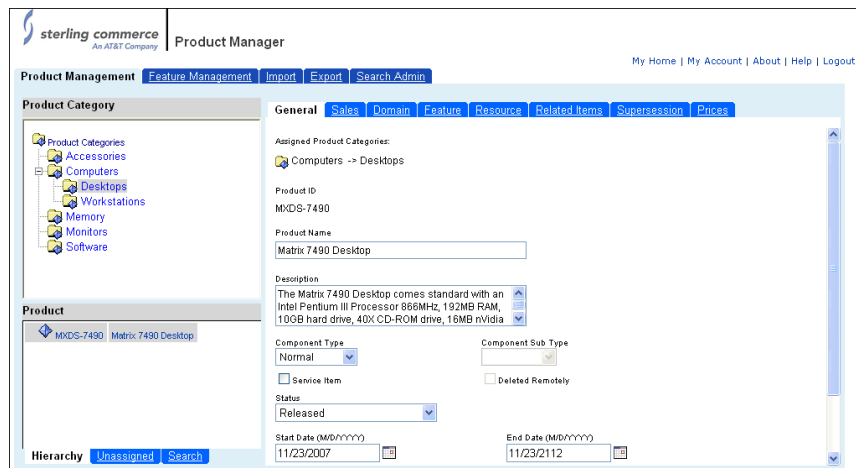 sterling commerce
An AT&T Company
Product Manager
My Home | My Account | About | Help | Logout
Product Management Feature Management Import Export Search Admin
Product Category
Product Categories
Accessories
Computers
Desktops
Workstations
Memory
Monitors
Software
Product
MXDS-7490 Matrix 7490 Desktop
Hierarchy Unassigned Search
General Sales Domain Feature Resource Related Items Supersession Prices
Assigned Product Categories:
Computers -> Desktops
Product ID
MXDS-7490
Product Name
Matrix 7490 Desktop
Description
The Matrix 7490 Desktop comes standard with an
Intel Pentium III Processor 866MHz, 192MB RAM,
10GB hard drive, 40X CD-ROM drive, 16MB nVidia
Component Type Component Sub Type
Normal
Service Item Deleted Remotely
Status
Released
Start Date (M/D/YYYY) End Date (M/D/YYYY)
11/23/2007 11/23/2112